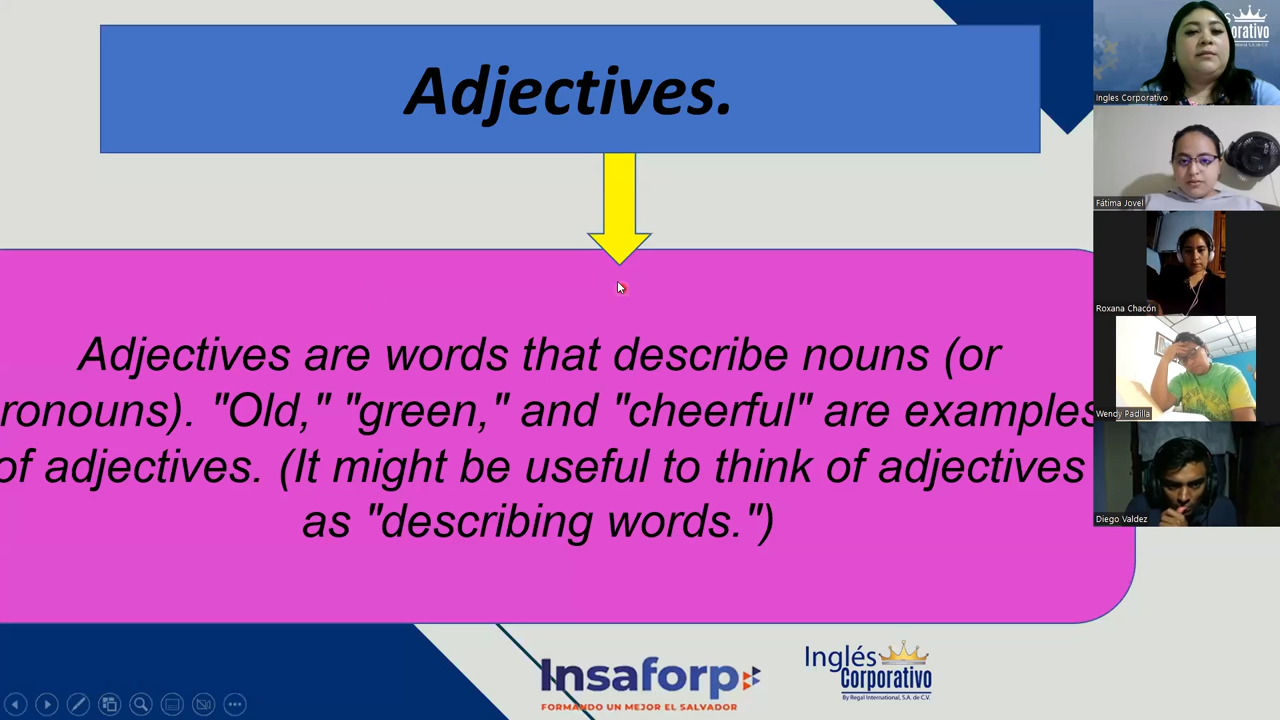 Adjectives.
Adjectives are words that describe nouns (or
ronouns). "Old," "green," and "cheerful" are examples
of adjectives. (It might be useful to think of adjectives
as "describing words.")
Insaforp
FORMANDO UN MEJOR EL SALVADOR
Inglés
Corporativo
By Regal International, S.A. de C.V.
orativo
Ingles Corporativo
Fátima Jovel
Roxana Chacón
Wendy Padilla
Diego Valdez